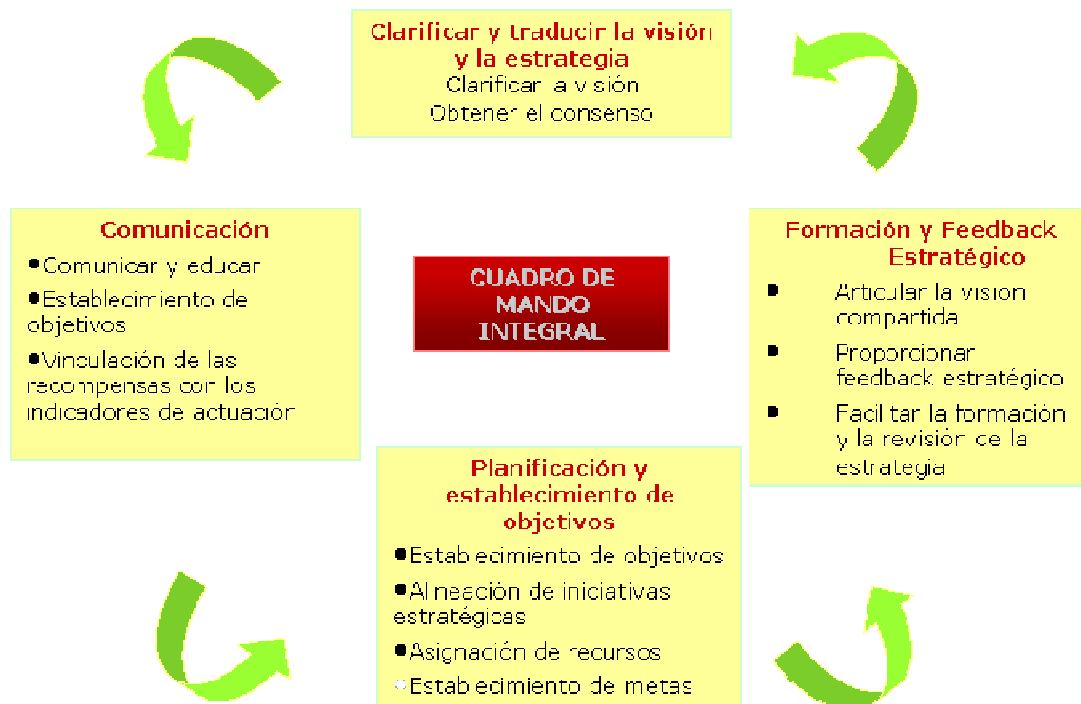 Clarificar y traducir la visión
y la estrategia
Clarificar la visión
Obtener el consenso
Comunicación
•Comunicar y educar
•Establecimiento de
objetivos
•Vinculación de las
recompensas con los
indicadores de actuación
CUADRO DE
MANDO
INTEGRAL
Formación y Feedback
Estratégico
▪ Articular la visión
compartida
▪ Proporcionar
feedback estratégico
▪ Facilitar la formación
y la revisión de la
estrategia
Planificación y
establecimiento de
objetivos
•Establecimiento de objetivos
•Alineación de iniciativas
estratégicas
•Asignación de recursos
•Establecimiento de metas